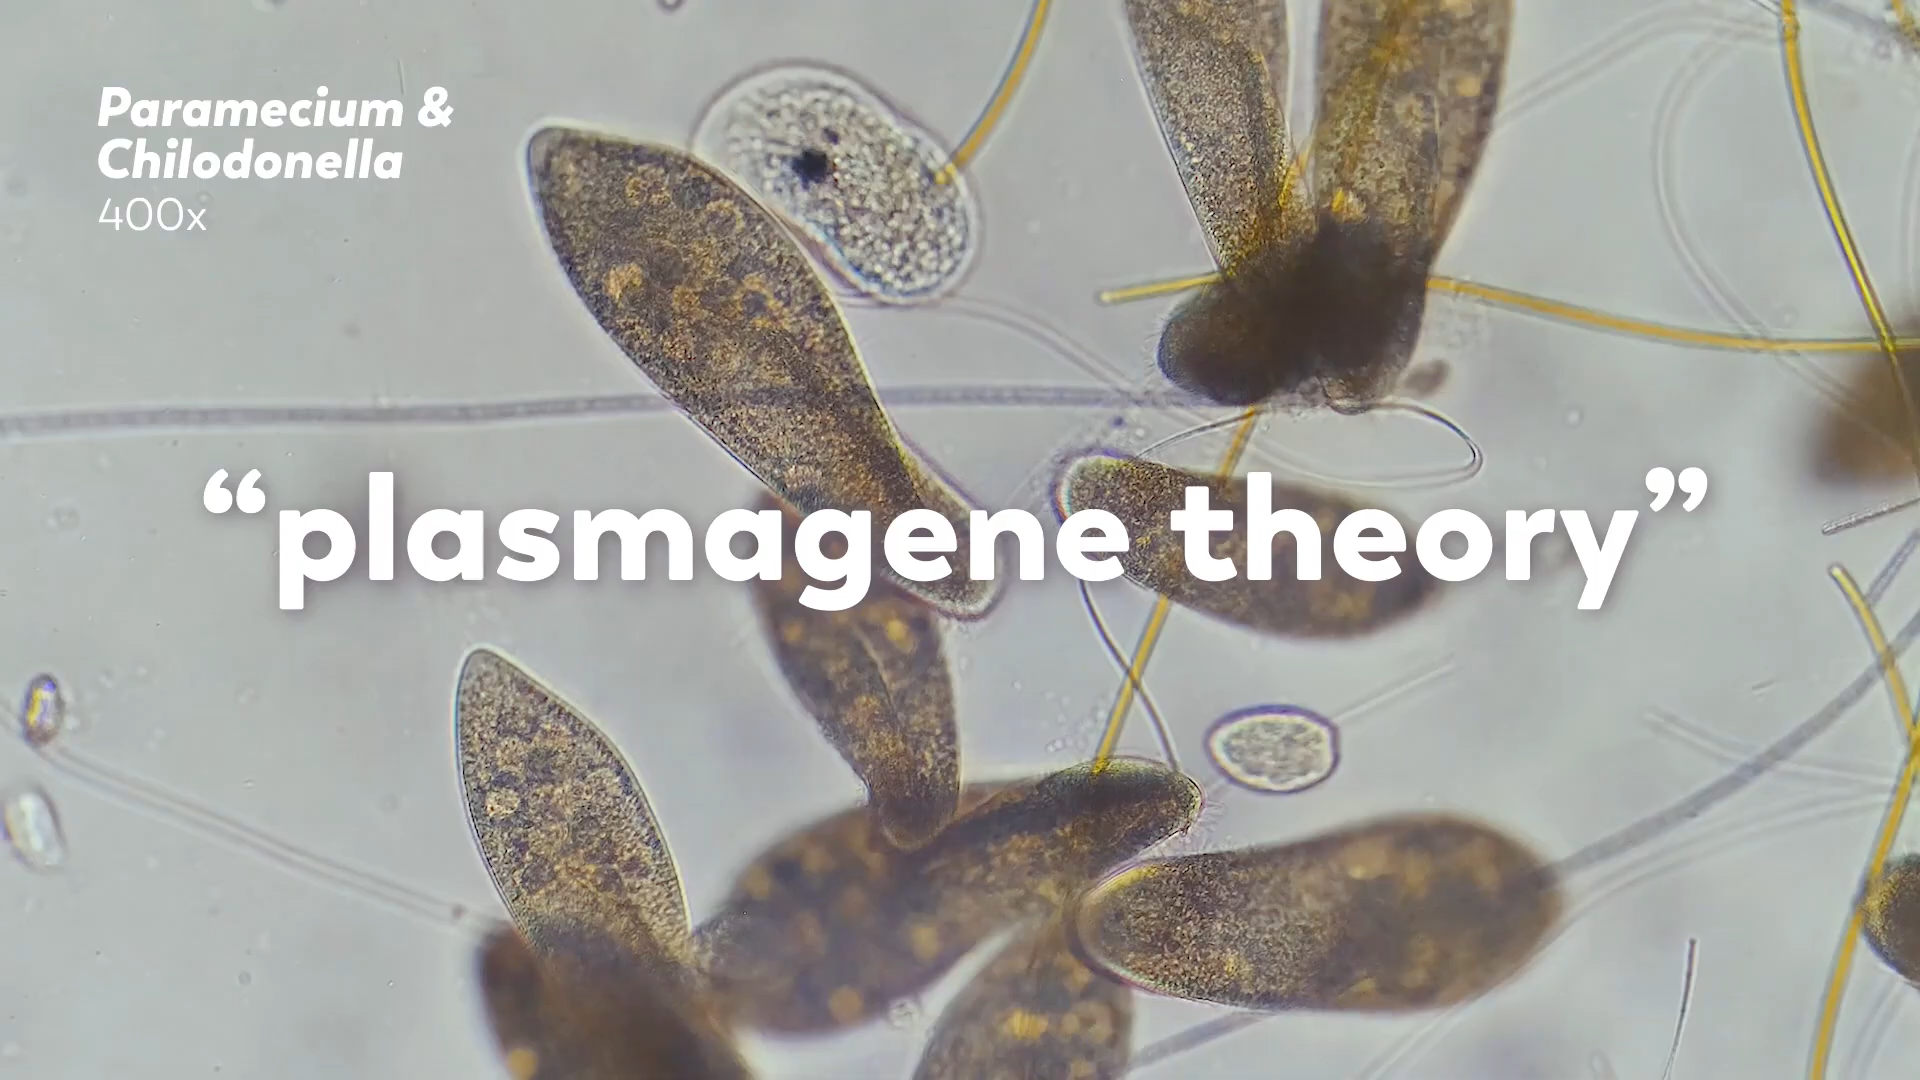 Paramecium &
Chilodonella
400x
“plasmagene theory”